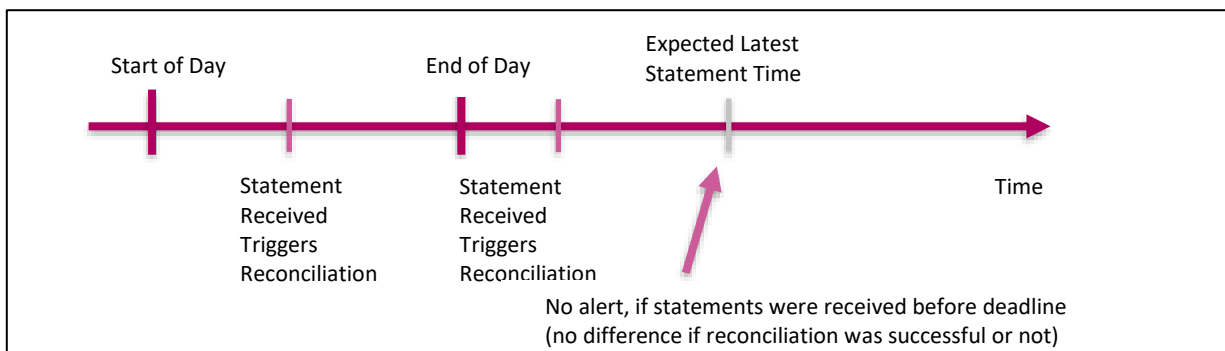 Start of Day
End of Day
Expected Latest
Statement Time
Statement
Received
Triggers
Reconciliation
Statement
Received
Triggers
Reconciliation
Time
No alert, if statements were received before deadline
(no difference if reconciliation was successful or not)